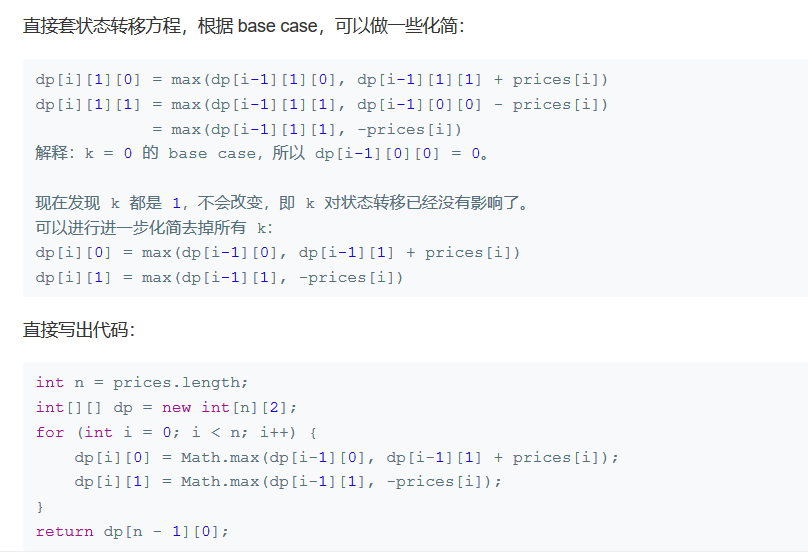 直接套状态转移方程，根据 base case，可以做一些化简：
dp[i][1][0] = max(dp[i-1][1][0], dp[i-1][1][1] + prices[i])
dp[i][1][1] = max(dp[i-1][1][1], dp[i-1][0][0] - prices[i])
            = max(dp[i-1][1][1], -prices[i])
解释：k = 0 的 base case，所以 dp[i-1][0][0] = 0。
现在发现 k 都是 1，不会改变，即 k 对状态转移已经没有影响了。
可以进行进一步化简去掉所有 k：
dp[i][0] = max(dp[i-1][0], dp[i-1][1] + prices[i])
dp[i][1] = max(dp[i-1][1], -prices[i])
直接写出代码：
int n = prices.length;
int[][] dp = new int[n][2];
for (int i = 0; i < n; i++) {
    dp[i][0] = Math.max(dp[i-1][0], dp[i-1][1] + prices[i]);
    dp[i][1] = Math.max(dp[i-1][1], -prices[i]);
}
return dp[n - 1][0];